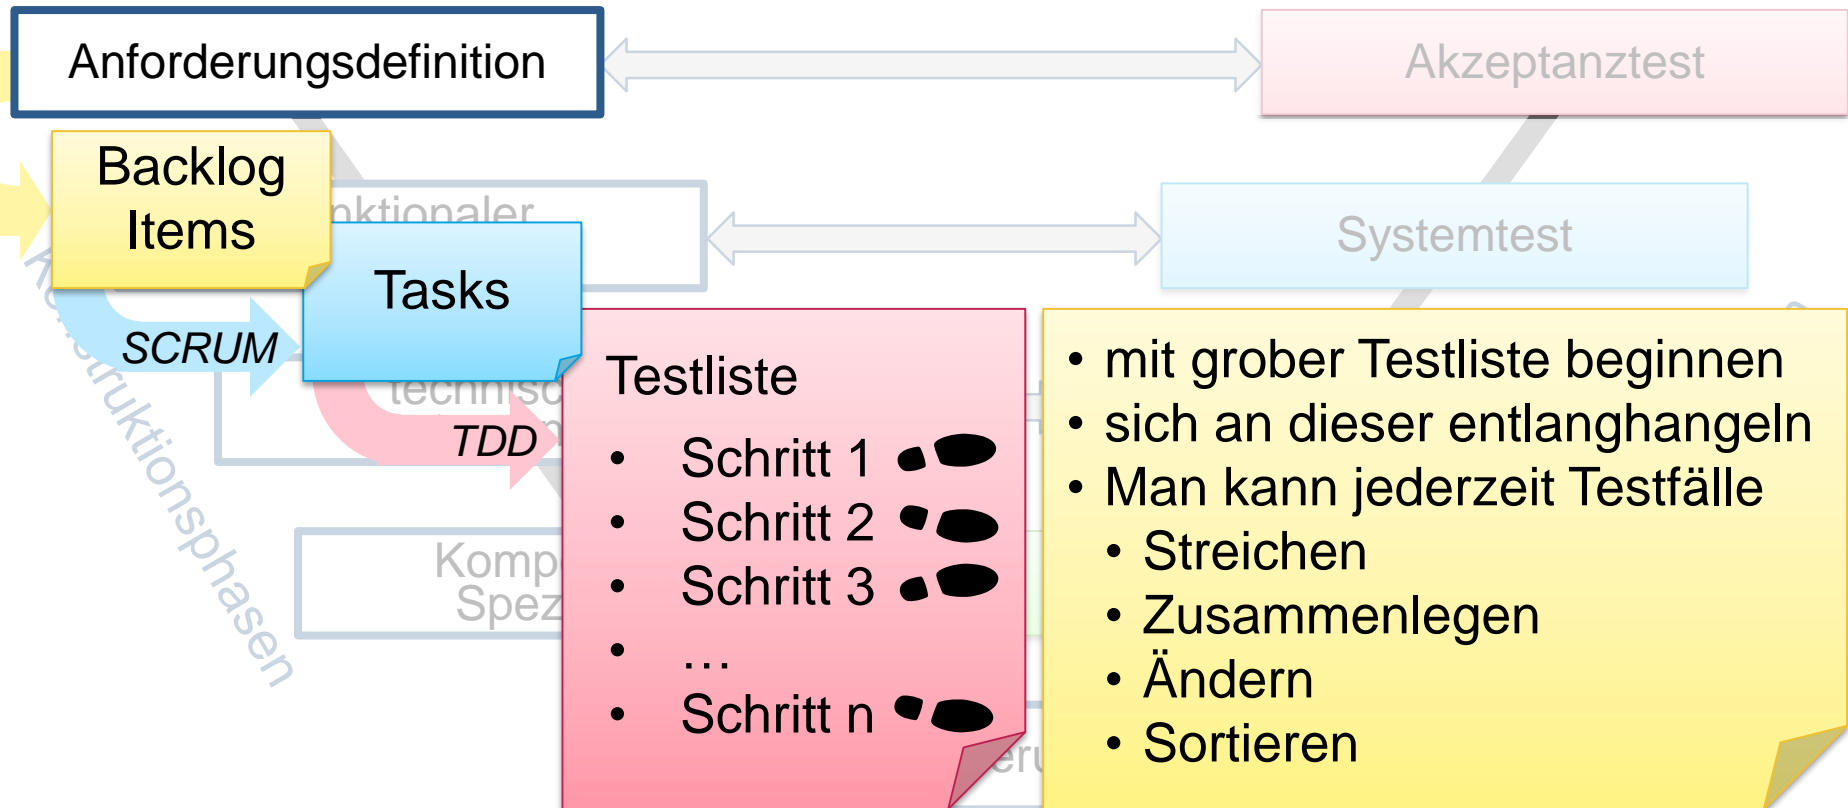 Anforderungsdefinition
Akzeptanztest
Backlog
Items
Systemtest
Tasks
SCRUM
TDD
Testliste
• Schritt 1
• Schritt 2
• Schritt 3
• …
• Schritt n
• mit grober Testliste beginnen
• sich an dieser entlanghangeln
• Man kann jederzeit Testfälle
• Streichen
• Zusammenlegen
• Ändern
• Sortieren